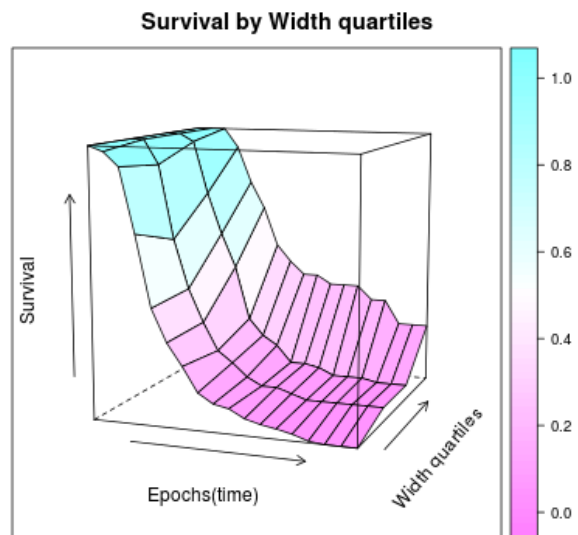 Survival by Width quartiles
1.0
0.8
0.6
0.4
0.2
0.0
Survival
Epochs(time)
Width quartiles